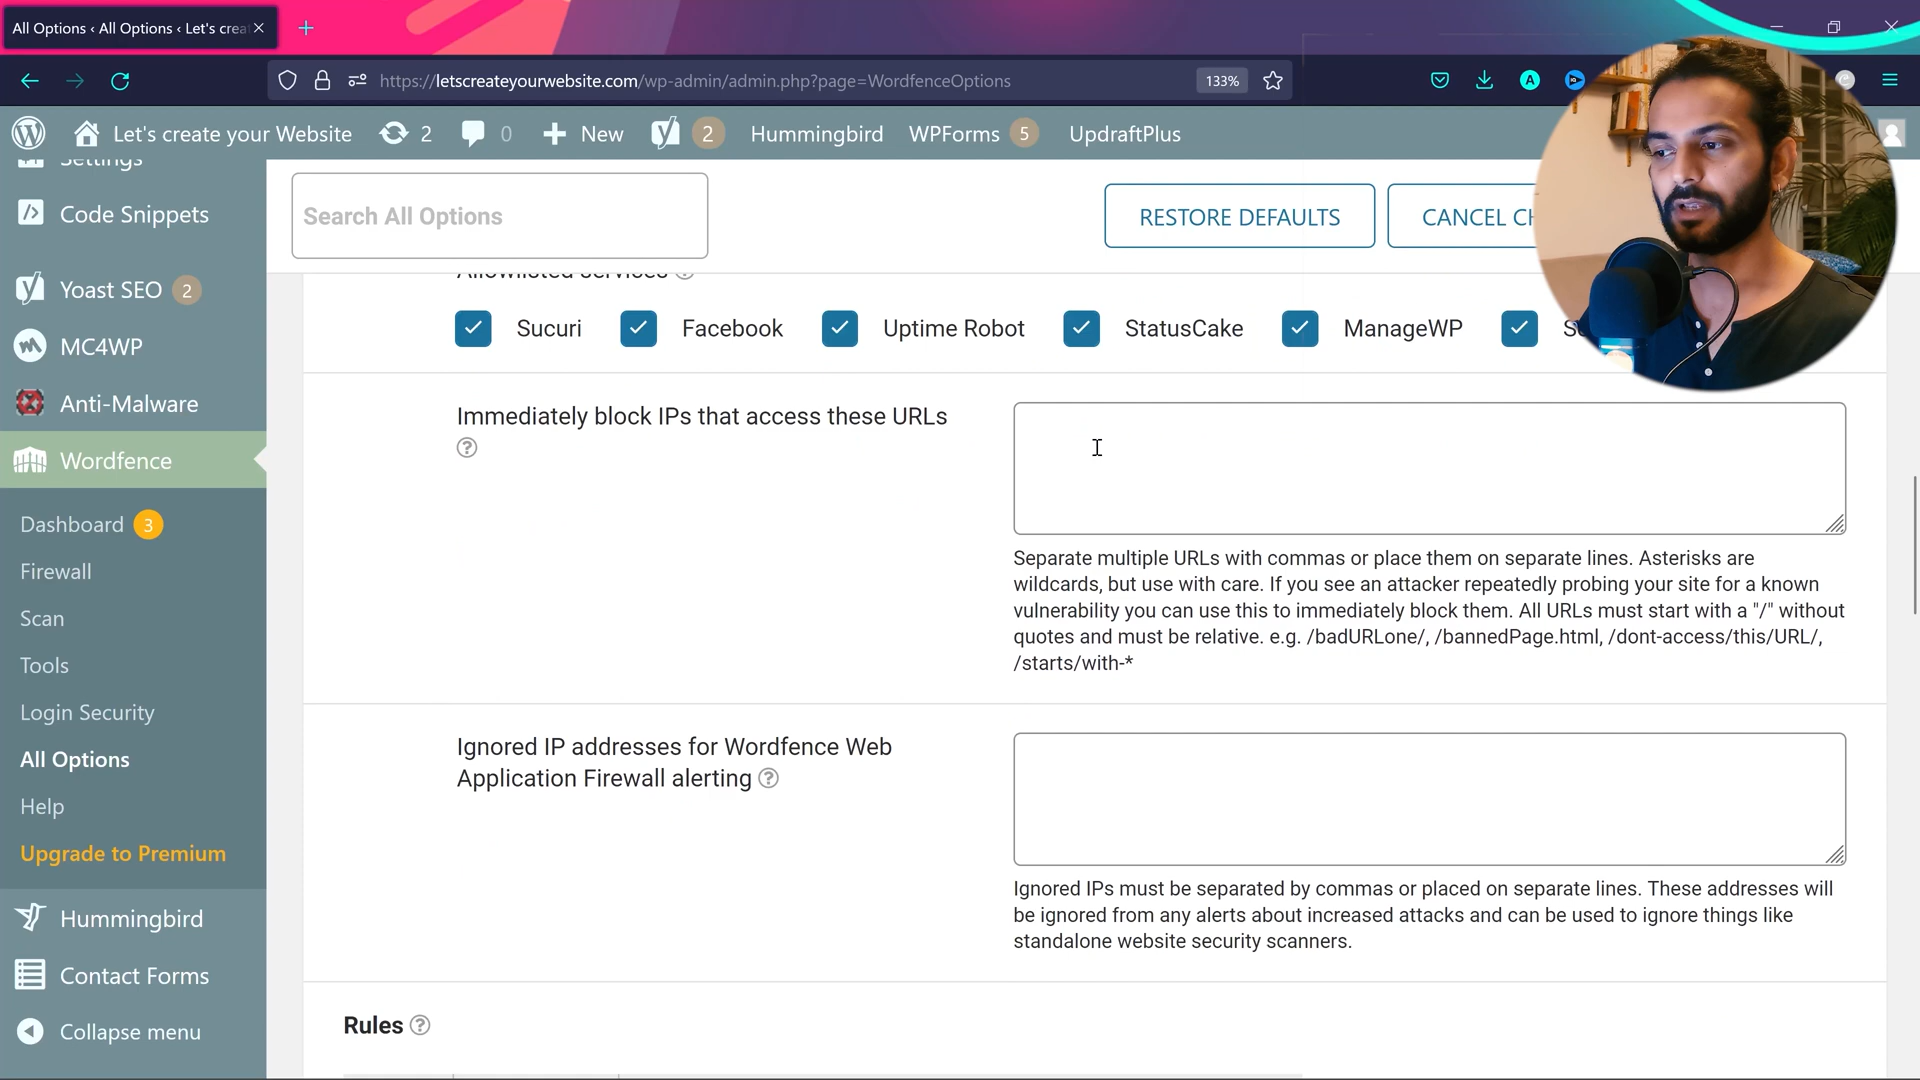 All Options ‹ All Options ‹ Let's crea
https://letscreateyourwebsite.com/wp-admin/admin.php?page=WordfenceOptions
133%
Let's create your Website
2
0
New
2
Hummingbird
WPForms 5
UpdraftPlus
Settings
Code Snippets
Yoast SEO 2
MC4WP
Anti-Malware
Wordfence
Dashboard 3
Firewall
Scan
Tools
Login Security
All Options
Help
Upgrade to Premium
Hummingbird
Contact Forms
Collapse menu
Search All Options
RESTORE DEFAULTS
CANCEL CH
Allowlisted services
Sucuri
Facebook
Uptime Robot
StatusCake
ManageWP
Immediately block IPs that access these URLs
Separate multiple URLs with commas or place them on separate lines. Asterisks are
wildcards, but use with care. If you see an attacker repeatedly probing your site for a known
vulnerability you can use this to immediately block them. All URLs must start with a "/" without
quotes and must be relative. e.g. /badURLone/, /bannedPage.html, /dont-access/this/URL/,
/starts/with-*
Ignored IP addresses for Wordfence Web
Application Firewall alerting
Ignored IPs must be separated by commas or placed on separate lines. These addresses will
be ignored from any alerts about increased attacks and can be used to ignore things like
standalone website security scanners.
Rules